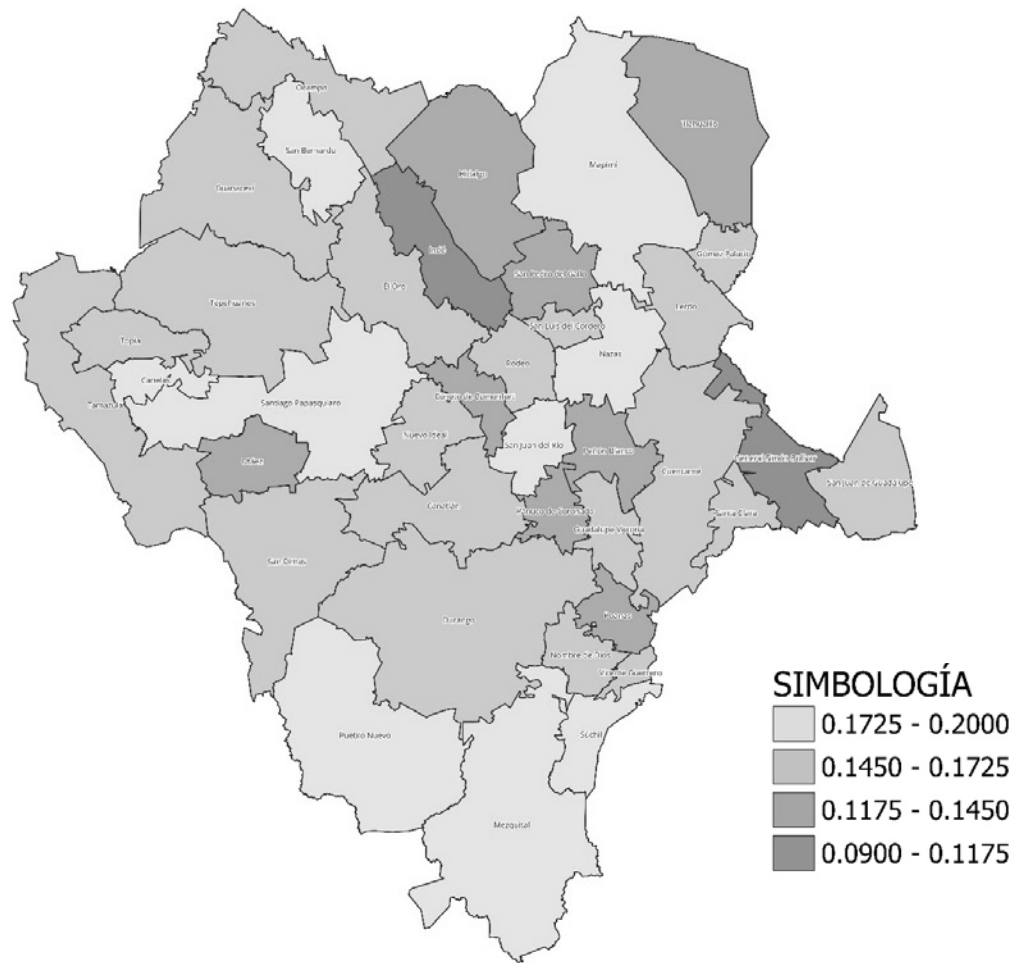 Ocampo
San Bernardo
Guanaceví
Hidalgo
Mapimí
Tlahualilo
Indé
San Pedro del Gallo
Gómez Palacio
El Oro
Tepehuanes
Lerdo
San Luis del Cordero
Topia
Rodeo
Nazas
Canelas
Tamazula
Santiago Papasquiaro
Coneto de Comonfort
Nuevo Ideal
San Juan del Río
Peñón Blanco
Cuencamé
General Simón Bolívar
San Juan de Guadalupe
Otáez
Canatlán
Pánuco de Coronado
Santa Clara
Guadalupe Victoria
San Dimas
Durango
Poanas
Nombre de Dios
Vicente Guerrero
Pueblo Nuevo
Súchil
Mezquital
SIMBOLOGÍA
0.1725 - 0.2000
0.1450 - 0.1725
0.1175 - 0.1450
0.0900 - 0.1175